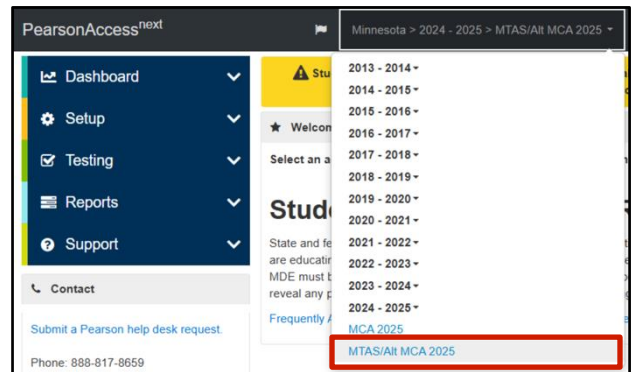 PearsonAccessnext
Minnesota > 2024 - 2025 > MTAS/Alt MCA 2025
Dashboard
Setup
Testing
Reports
Support
Contact
Submit a Pearson help desk request.
Phone: 888-817-8659
Stu
Welcon
Select an a
Stud
State and fe
are educatin
MDE must b
reveal any p
Frequently A
2013 - 2014
2014 - 2015
2015 - 2016
2016 - 2017
2017 - 2018
2018 - 2019
2019 - 2020
2020 - 2021
2021 - 2022
2022 - 2023
2023 - 2024
2024 - 2025
MCA 2025
MTAS/Alt MCA 2025